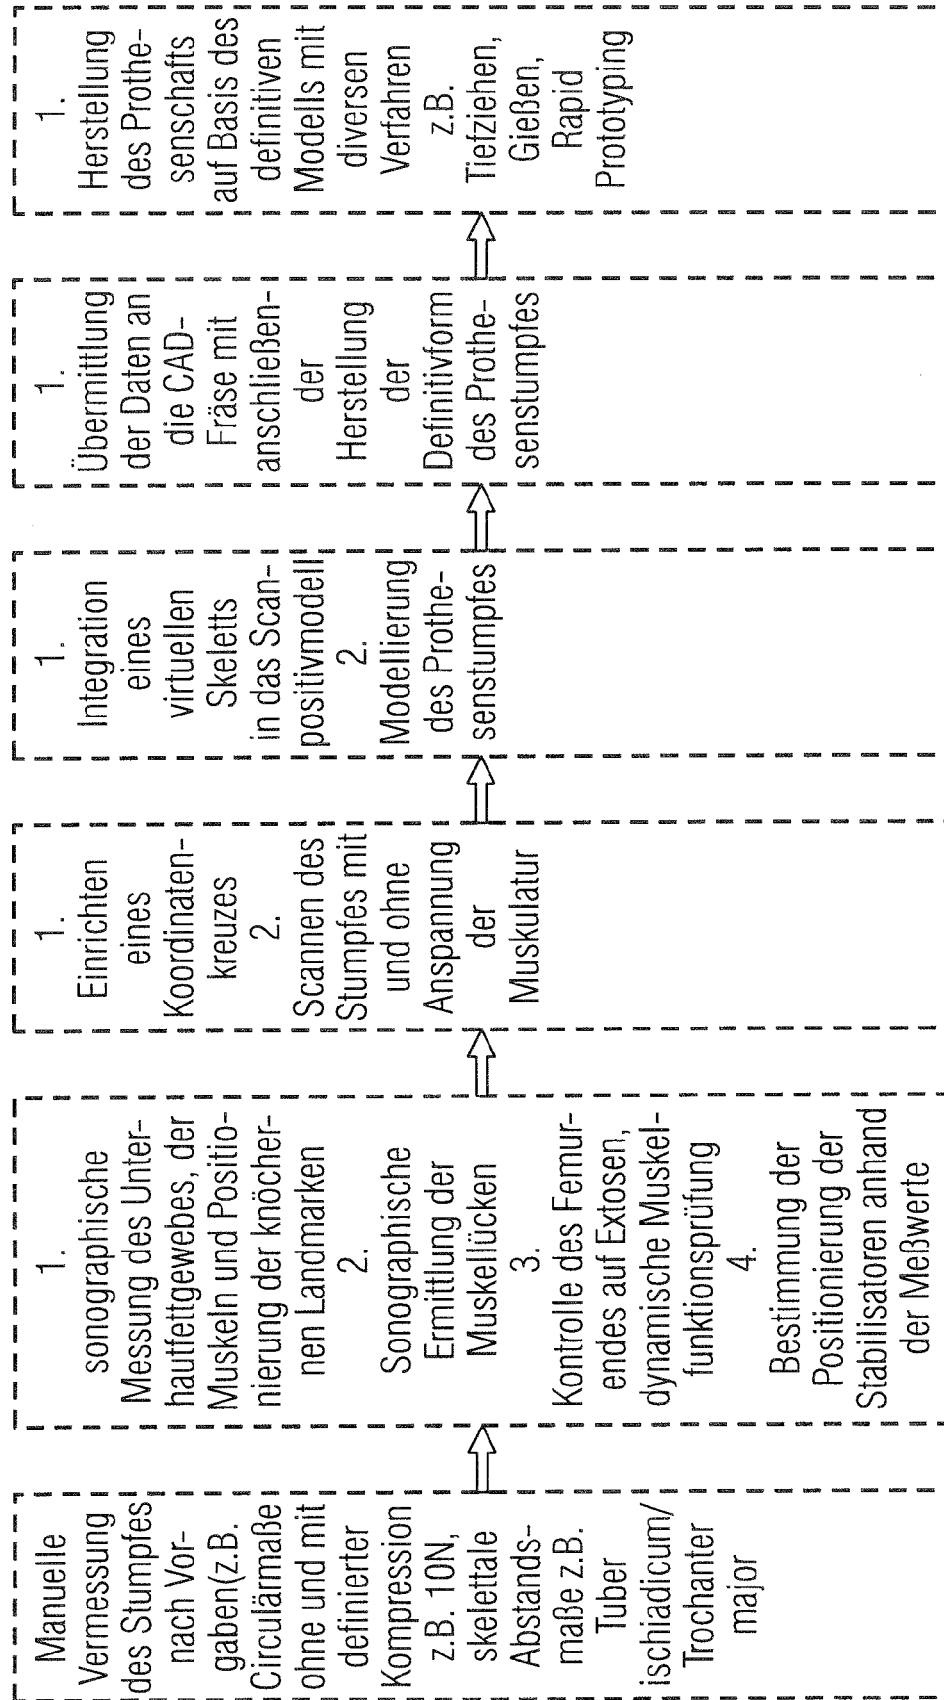 Manuelle
Vermessung
des Stumpfes
nach Vor-
gaben(z.B.
Circulärmaße
ohne und mit
definierter
Kompression
z.B. 10N,
skelettale
Abstands-
maße z.B.
Tuber
ischiadicum/
Trochanter
major
1.
sonographische
Messung des Unter-
hautfettgewebes, der
Muskeln und Positio-
nierung der knöcher-
nen Landmarken
2.
Sonographische
Ermittlung der
Muskellücken
3.
Kontrolle des Femur-
endes auf Extosen,
dynamische Muskel-
funktionsprüfung
4.
Bestimmung der
Positionierung der
Stabilisatoren anhand
der Meßwerte
1.
Einrichten
eines
Koordinaten-
kreuzes
2.
Scannen des
Stumpfes mit
und ohne
Anspannung
der
Muskulatur
1.
Integration
eines
virtuellen
Skeletts
in das Scan-
positivmodell
2.
Modellierung
des Prothe-
senstumpfes
1.
Übermittlung
der Daten an
die CAD-
Fräse mit
anschließen-
der
Herstellung
der
Definitivform
des Prothe-
senstumpfes
1.
Herstellung
des Prothe-
senschafts
auf Basis des
definitiven
Modells mit
diversen
Verfahren
z.B.
Tiefziehen,
Gießen,
Rapid
Prototyping